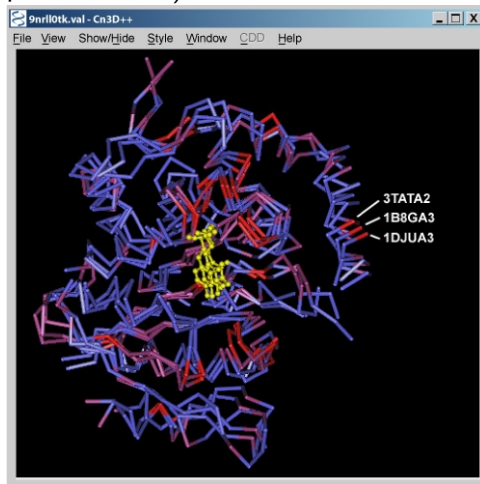 9nrll0tk.val - Cn3D++
File View Show/Hide Style Window CDD Help
3TATA2
1B8GA3
1DJUA3